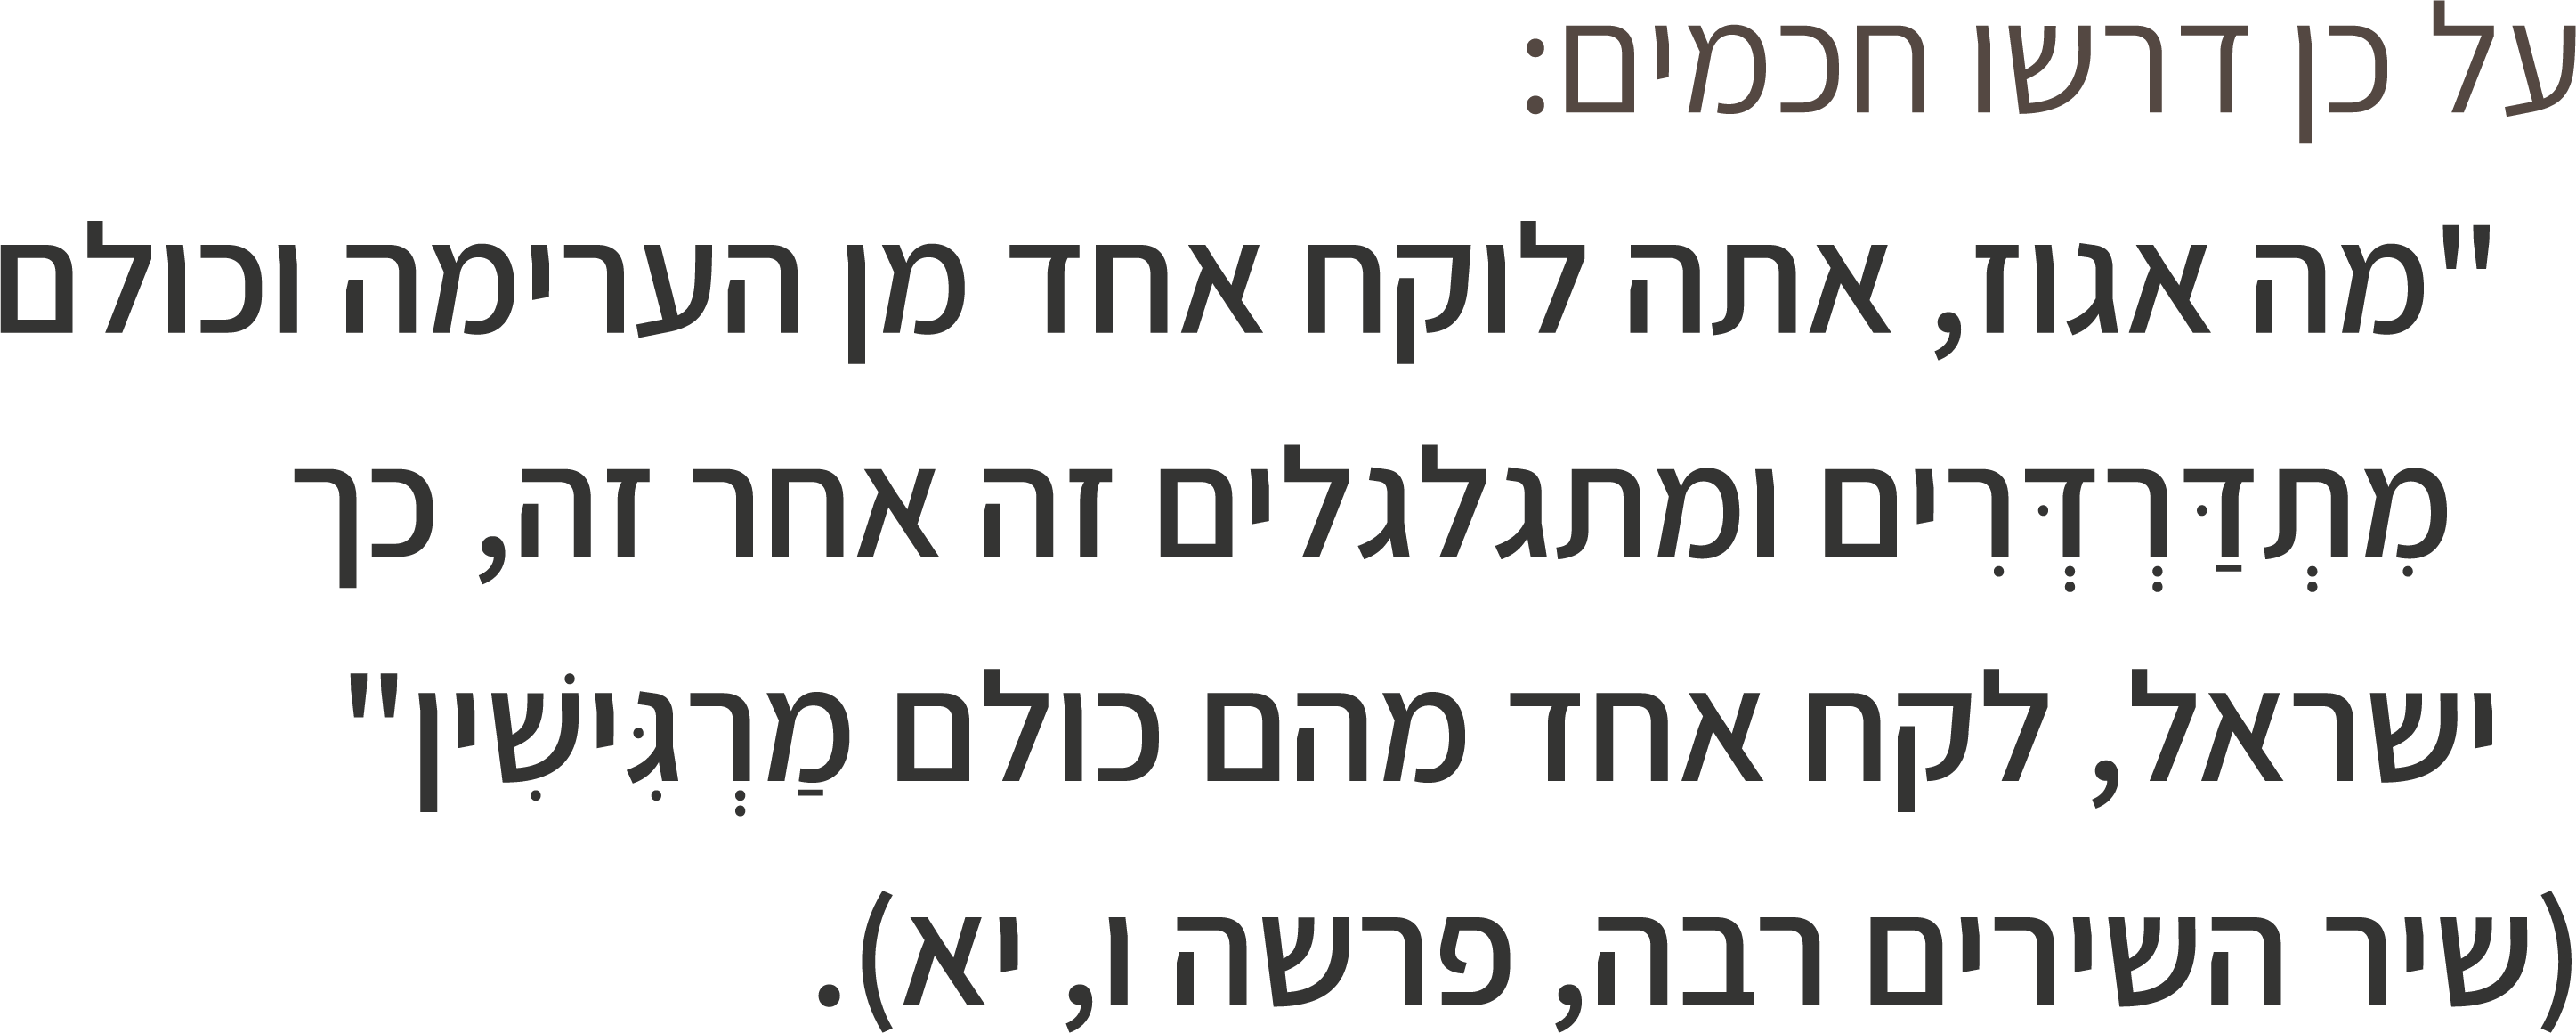 על כן דרשו חכמים:
"מה אגוז, אתה לוקח אחד מן הערימה וכולם
מִתְדַּרְדְּרִים ומתגלגלים זה אחר זה, כך
ישראל, לקח אחד מהם כולם מַרְגִּישִׁין"
(שיר השירים רבה, פרשה ו, יא).